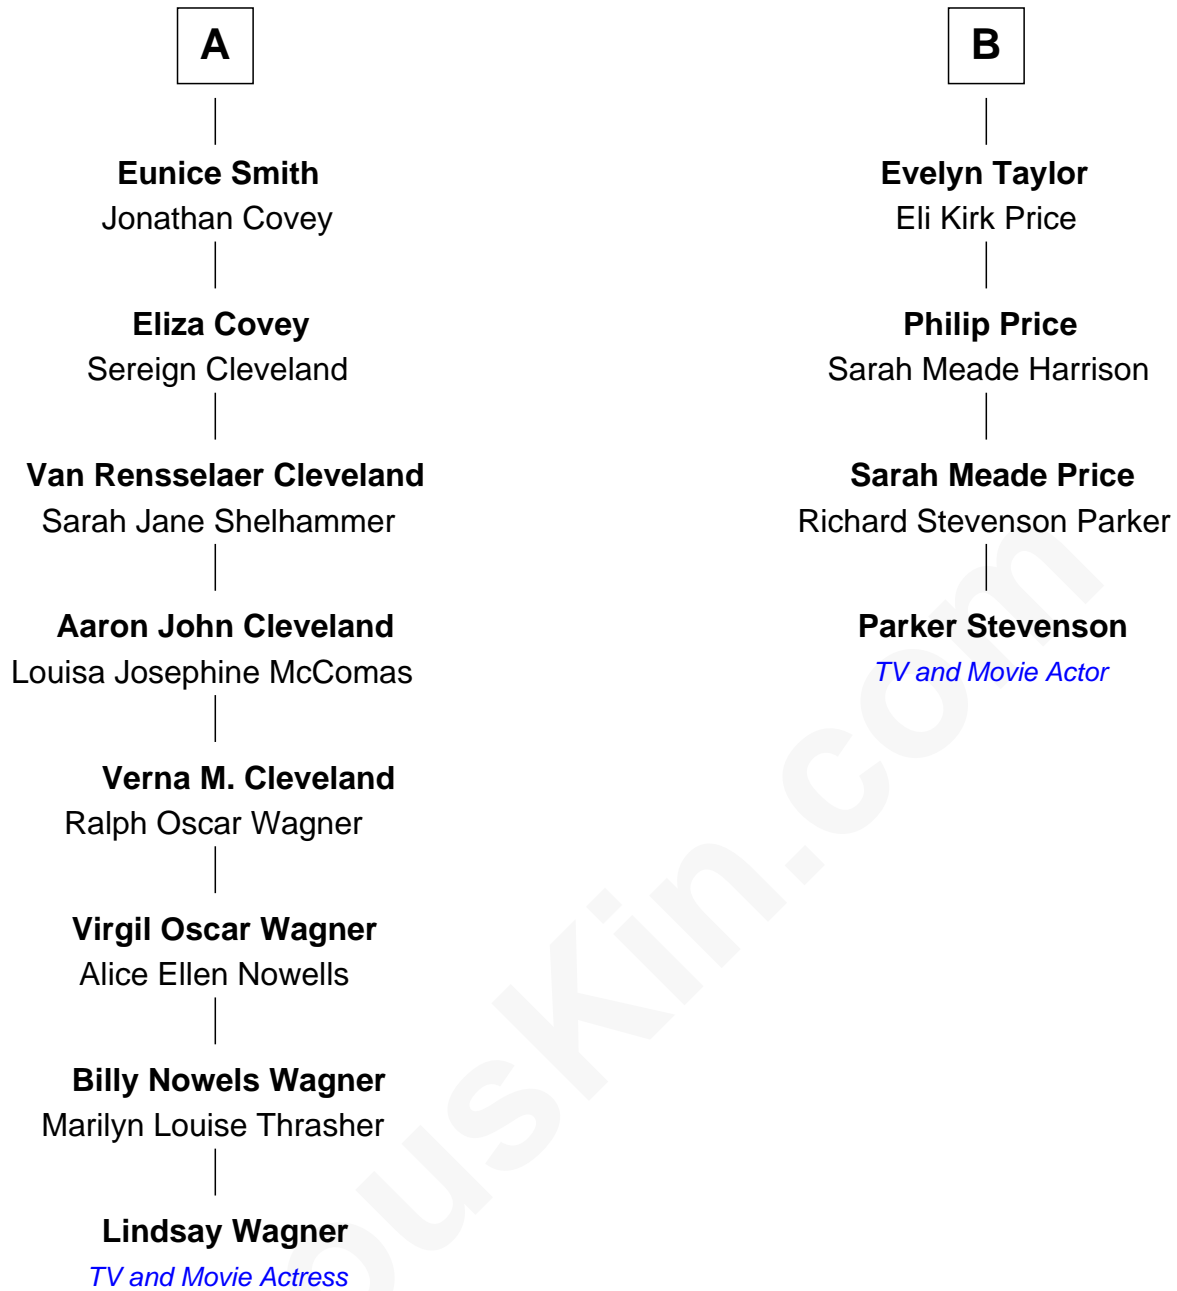 A
Eunice Smith
Jonathan Covey
Eliza Covey
Sereign Cleveland
Van Rensselaer Cleveland
Sarah Jane Shelhammer
Aaron John Cleveland
Louisa Josephine McComas
Verna M. Cleveland
Ralph Oscar Wagner
Virgil Oscar Wagner
Alice Ellen Nowells
Billy Nowels Wagner
Marilyn Louise Thrasher
Lindsay Wagner
TV and Movie Actress
B
Evelyn Taylor
Eli Kirk Price
Philip Price
Sarah Meade Harrison
Sarah Meade Price
Richard Stevenson Parker
Parker Stevenson
TV and Movie Actor
ousKin.com